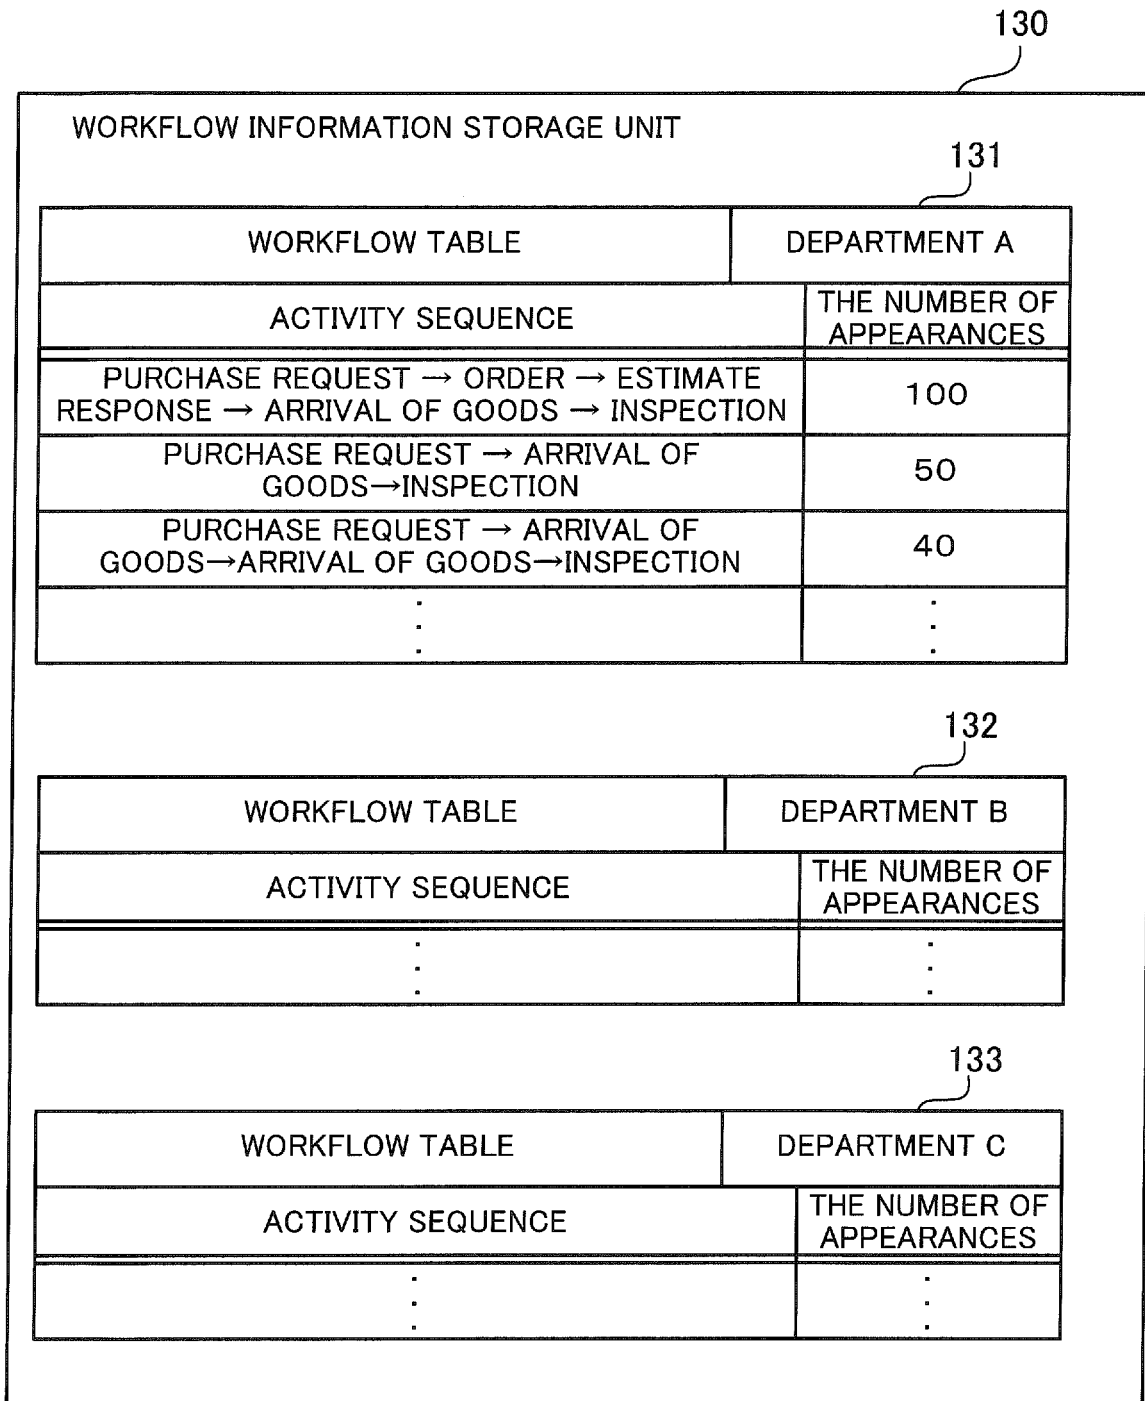 130
WORKFLOW INFORMATION STORAGE UNIT
131
WORKFLOW TABLE DEPARTMENT A
ACTIVITY SEQUENCE THE NUMBER OF
APPEARANCES
PURCHASE REQUEST → ORDER → ESTIMATE
RESPONSE → ARRIVAL OF GOODS → INSPECTION
100
PURCHASE REQUEST → ARRIVAL OF
GOODS→INSPECTION
50
PURCHASE REQUEST → ARRIVAL OF
GOODS→ARRIVAL OF GOODS→INSPECTION
40
132
WORKFLOW TABLE DEPARTMENT B
ACTIVITY SEQUENCE THE NUMBER OF
APPEARANCES
133
WORKFLOW TABLE DEPARTMENT C
ACTIVITY SEQUENCE THE NUMBER OF
APPEARANCES